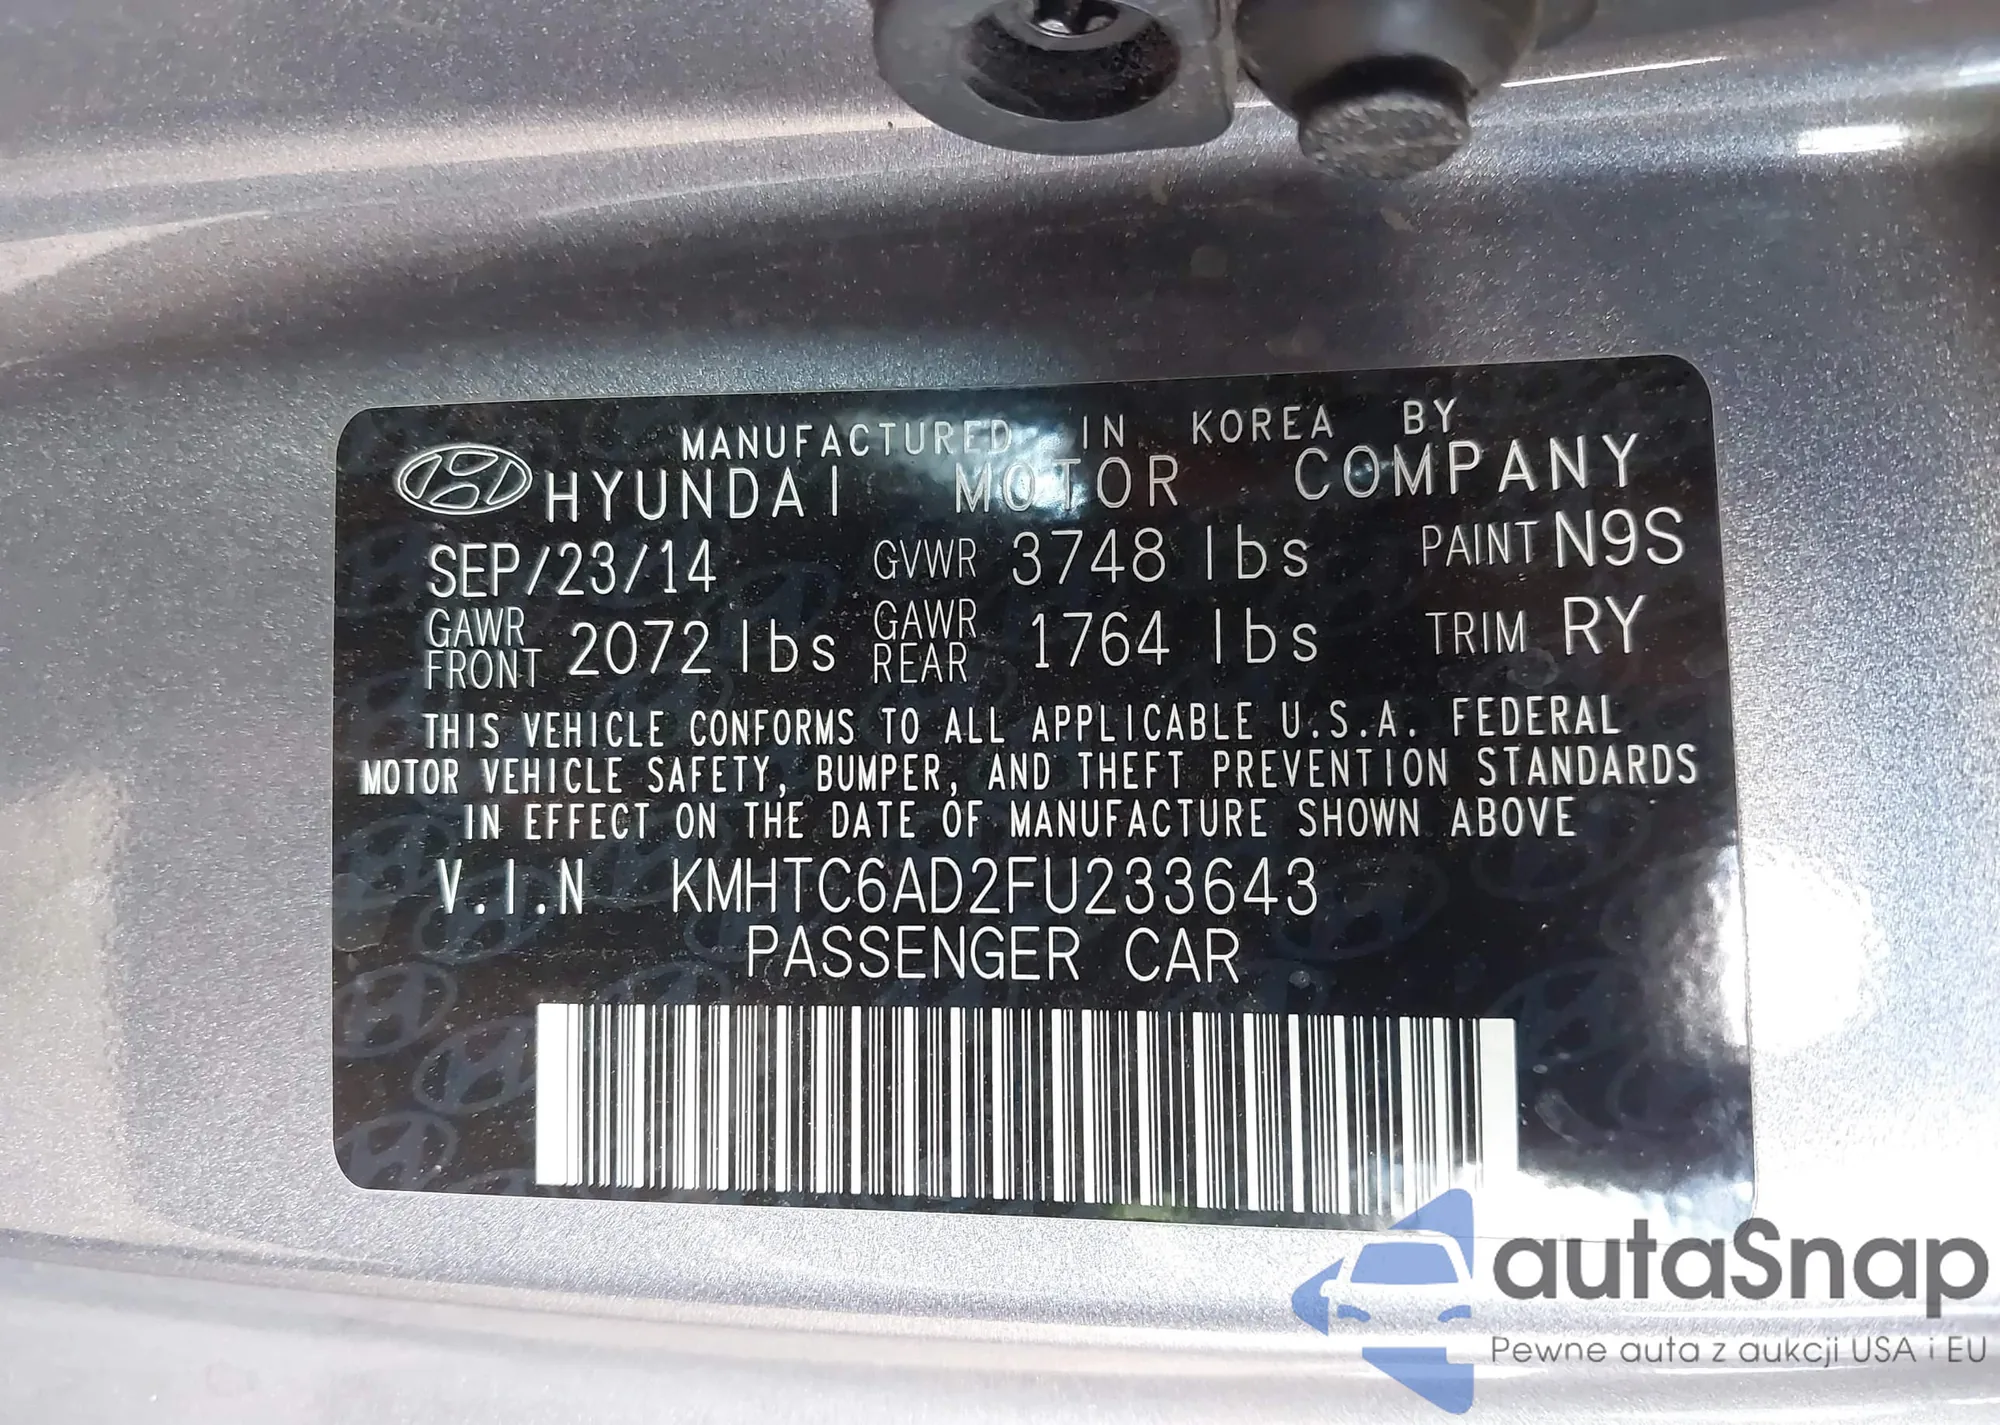 MANUFACTURED IN KOREA BY
HYUNDAI MOTOR COMPANY
SEP/23/14 GVWR 3748 lbs PAINT N9S
GAWR FRONT 2072 lbs GAWR REAR 1764 lbs TRIM RY
THIS VEHICLE CONFORMS TO ALL APPLICABLE U.S.A. FEDERAL
MOTOR VEHICLE SAFETY, BUMPER, AND THEFT PREVENTION STANDARDS
IN EFFECT ON THE DATE OF MANUFACTURE SHOWN ABOVE
V.I.N KMHTC6AD2FU233643
PASSENGER CAR
autaSnap
Pewne auta z aukcji USA i EU